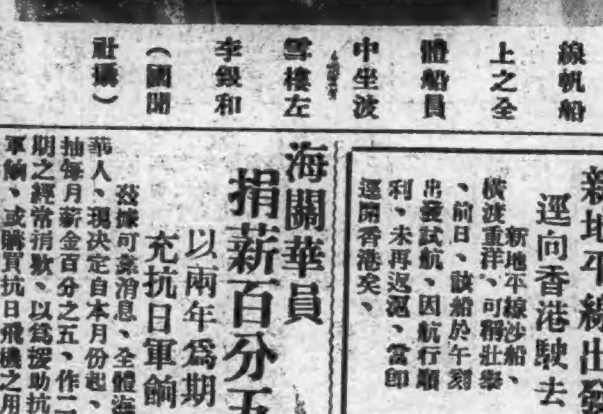 線帆船
上之全
體船員
中坐波
雪樓左
李銀和
（國聞
社攝）
新地平線出發
逕向香港駛去
新地平線沙船、
橫渡重洋、可稱壯舉
、前日、該船於午刻
出發試航、因航行順
利、未再返滬、當即
逕開香港矣、
海關華員
捐薪百分五
以兩年爲期
充抗日軍餉
茲據可靠消息、全體海
華人、現決定自本月份起、
抽每月薪金百分之五、作二
期之經常捐款、以爲援助抗
軍餉、或購買抗日飛機之用